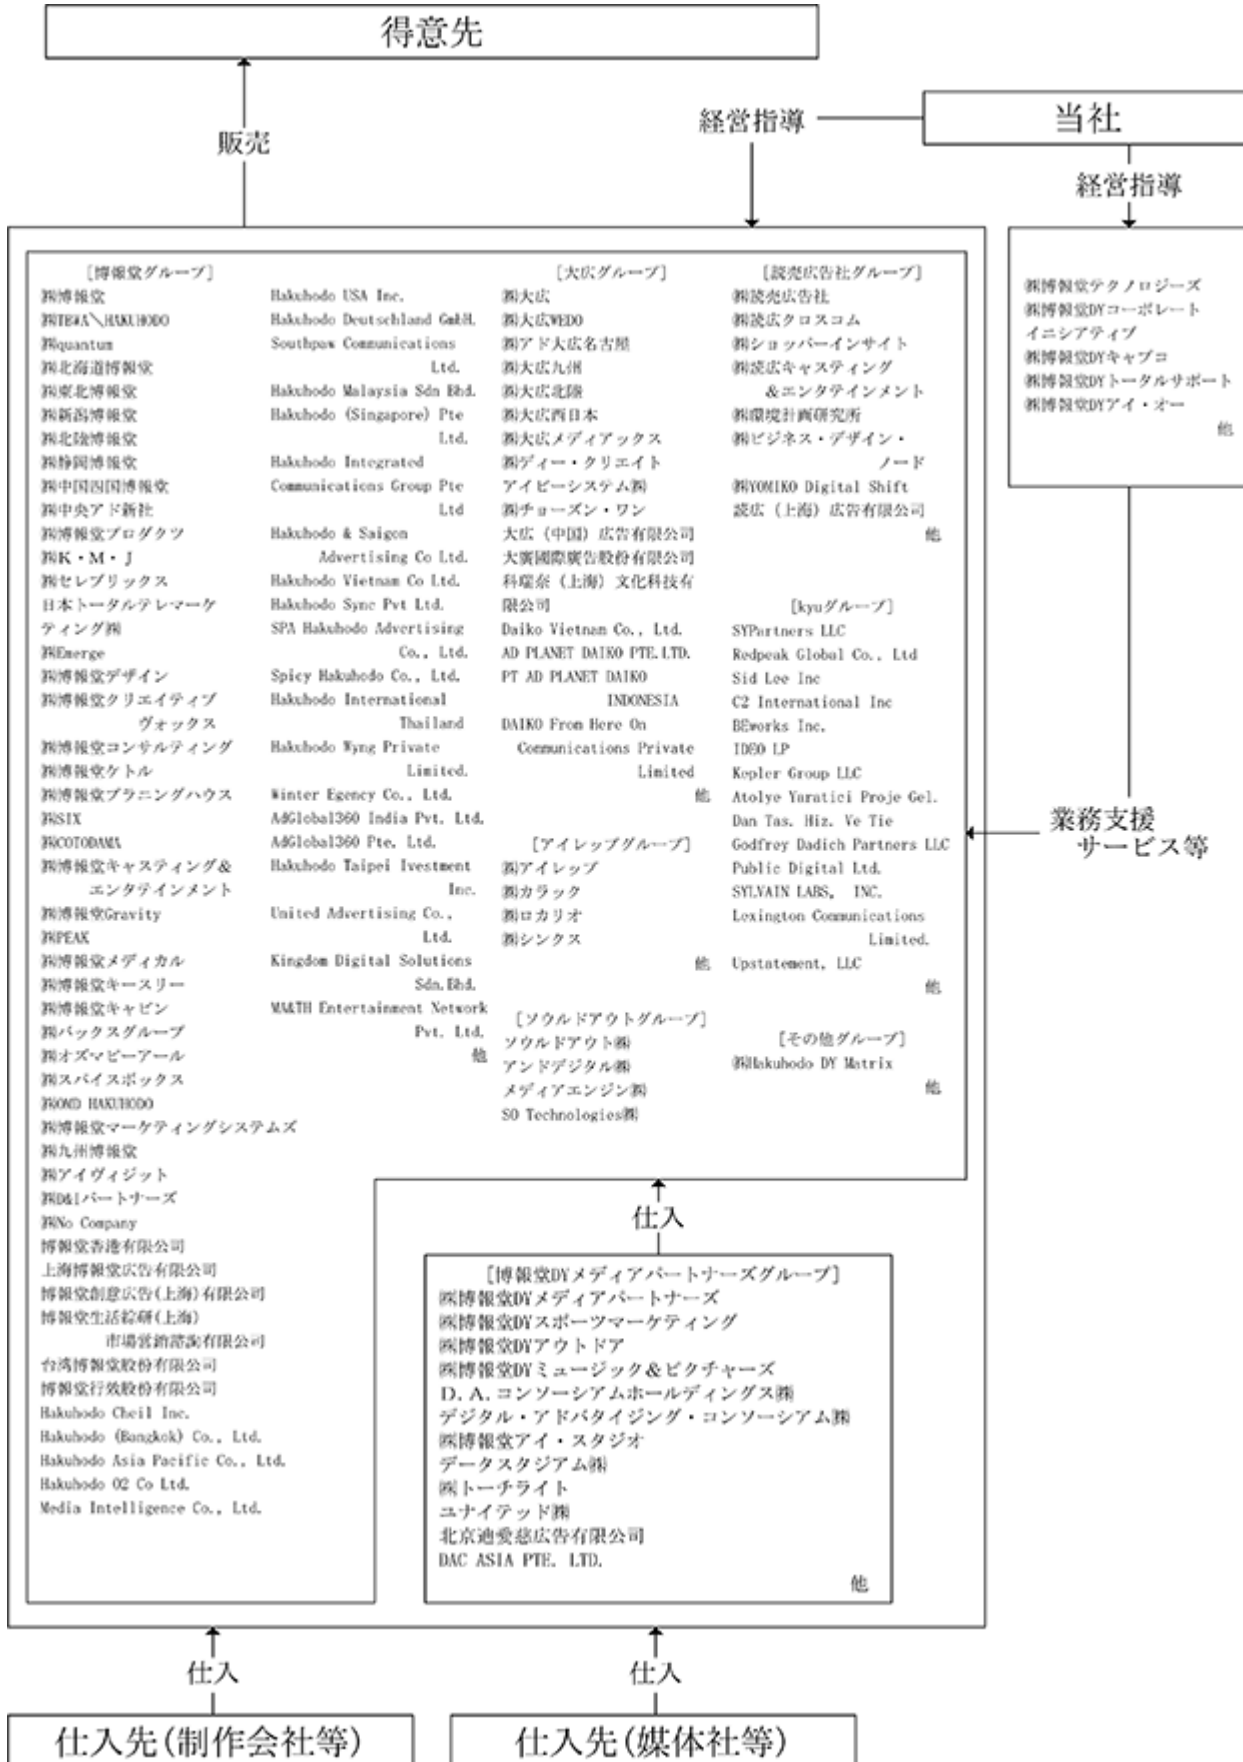 得意先
販売
経営指導
当社
経営指導
[博報堂グループ]
㈱博報堂
㈱TBWA＼HAKUHODO
㈱quantum
㈱北海道博報堂
㈱東北博報堂
㈱新潟博報堂
㈱北陸博報堂
㈱静岡博報堂
㈱中国四国博報堂
㈱中央アド新社
㈱博報堂プロダクツ
㈱K・M・J
㈱セレブリックス
日本トータルテレマーケ
ティング㈱
㈱Emerge
㈱博報堂デザイン
㈱博報堂クリエイティブ
ヴォックス
㈱博報堂コンサルティング
㈱博報堂ケトル
㈱博報堂プラニングハウス
㈱SIX
㈱COTODAMA
㈱博報堂キャスティング＆
エンタテインメント
㈱博報堂Gravity
㈱PEAK
㈱博報堂メディカル
㈱博報堂キースリー
㈱博報堂キャビン
㈱バックスグループ
㈱オズマピーアール
㈱スパイスボックス
㈱OMD HAKUHODO
㈱博報堂マーケティングシステムズ
㈱九州博報堂
㈱アイヴィジット
㈱D&Iパートナーズ
㈱No Company
博報堂香港有限公司
上海博報堂広告有限公司
博報堂創意広告(上海)有限公司
博報堂生活綜研(上海)
市場営銷諮詢有限公司
台湾博報堂股份有限公司
博報堂行效股份有限公司
Hakuhodo Cheil Inc.
Hakuhodo (Bangkok) Co., Ltd.
Hakuhodo Asia Pacific Co., Ltd.
Hakuhodo O2 Co Ltd.
Media Intelligence Co., Ltd.
Hakuhodo USA Inc.
Hakuhodo Deutschland GmbH.
Southpaw Communications
Ltd.
Hakuhodo Malaysia Sdn Bhd.
Hakuhodo (Singapore) Pte
Ltd.
Hakuhodo Integrated
Communications Group Pte
Ltd
Hakuhodo & Saigon
Advertising Co Ltd.
Hakuhodo Vietnam Co Ltd.
Hakuhodo Sync Pvt Ltd.
SPA Hakuhodo Advertising
Co., Ltd.
Spicy Hakuhodo Co., Ltd.
Hakuhodo International
Thailand
Hakuhodo Wyng Private
Limited.
Winter Egency Co., Ltd.
AdGlobal360 India Pvt. Ltd.
AdGlobal360 Pte. Ltd.
Hakuhodo Taipei Ivestment
Inc.
United Advertising Co.,
Ltd.
Kingdom Digital Solutions
Sdn.Bhd.
MA&TH Entertainment Network
Pvt. Ltd.
他
[大広グループ]
㈱大広
㈱大広WEDO
㈱アド大広名古屋
㈱大広九州
㈱大広北陸
㈱大広西日本
㈱大広メディアックス
㈱ディー・クリエイト
アイビーシステム㈱
㈱チョーズン・ワン
大広（中国）広告有限公司
大廣國際廣告股份有限公司
科瑞奈（上海）文化科技有
限公司
Daiko Vietnam Co., Ltd.
AD PLANET DAIKO PTE.LTD.
PT AD PLANET DAIKO
INDONESIA
DAIKO From Here On
Communications Private
Limited
他
[アイレップグループ]
㈱アイレップ
㈱カラック
㈱ロカリオ
㈱シンクス
他
[ソウルドアウトグループ]
ソウルドアウト㈱
アンドデジタル㈱
メディアエンジン㈱
SO Technologies㈱
[読売広告社グループ]
㈱読売広告社
㈱読広クロスコム
㈱ショッパーインサイト
㈱読広キャスティング
＆エンタテインメント
㈱環境計画研究所
㈱ビジネス・デザイン・
ノード
㈱YOMIKO Digital Shift
読広（上海）広告有限公司
他
[kyuグループ]
SYPartners LLC
Redpeak Global Co., Ltd
Sid Lee Inc
C2 International Inc
BEworks Inc.
IDEO LP
Kepler Group LLC
Atolye Yaratici Proje Gel.
Dan Tas. Hiz. Ve Tie
Godfrey Dadich Partners LLC
Public Digital Ltd.
SYLVAIN LABS, INC.
Lexington Communications
Limited.
Upstatement, LLC
他
[その他グループ]
㈱Hakuhodo DY Matrix
他
㈱博報堂テクノロジーズ
㈱博報堂DYコーポレート
イニシアティブ
㈱博報堂DYキャプコ
㈱博報堂DYトータルサポート
㈱博報堂DYアイ・オー
他
業務支援
サービス等
仕入
[博報堂DYメディアパートナーズグループ]
㈱博報堂DYメディアパートナーズ
㈱博報堂DYスポーツマーケティング
㈱博報堂DYアウトドア
㈱博報堂DYミュージック＆ピクチャーズ
D.A.コンソーシアムホールディングス㈱
デジタル・アドバタイジング・コンソーシアム㈱
㈱博報堂アイ・スタジオ
データスタジアム㈱
㈱トーチライト
ユナイテッド㈱
北京迪愛慈広告有限公司
DAC ASIA PTE. LTD.
他
仕入
仕入
仕入先(制作会社等)
仕入先(媒体社等)